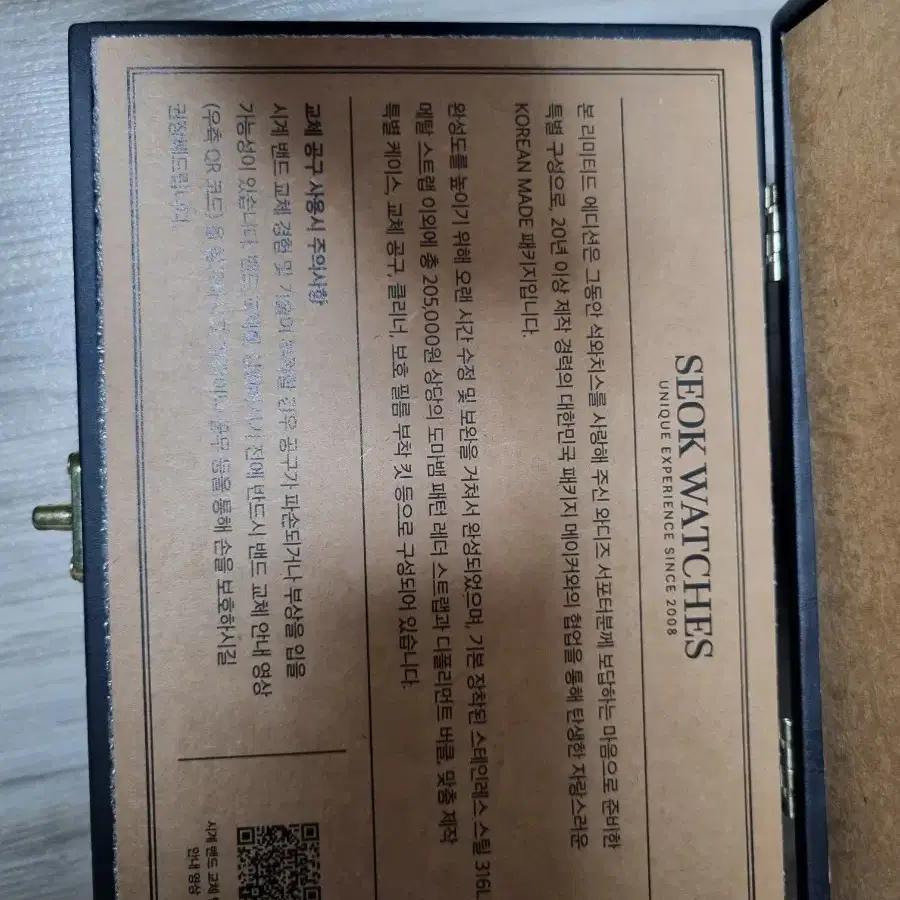 SEOK WATCHES
UNIQUE EXPERIENCE SINCE 2008
본 리미티드 에디션은 그동안 석와치스를 사랑해 주신 와디즈 서포터분께 보답하는 마음으로 준비한
특별 구성으로, 20년 이상 제작 경력의 대한민국 패키지 메이커와의 협업을 통해 탄생한 자랑스러운
KOREAN MADE 패키지입니다.
완성도를 높이기 위해 오랜 시간 수정 및 보완을 거쳐서 완성되었으며, 기본 장착된 스테인레스 스틸 316L
메탈 스트랩 이외에 총 205,000원 상당의 도마뱀 패턴 레더 스트랩과 디플리먼트 버클, 맞춤 제작
특별 케이스, 교체 공구, 클리너, 보호 필름 부착 킷 등으로 구성되어 있습니다.
교체 공구 사용시 주의사항
시계 밴드 교체 경험 및 기술이 부족할 경우 공구가 파손되거나 부상을 입을
가능성이 있습니다. 밴드 교체를 진행하시기 전에 반드시 밴드 교체 안내 영상
(우측 QR 코드) 을 통해 손을 보호하시길
권장해드립니다.
시계 밴드 교체
안내 영상